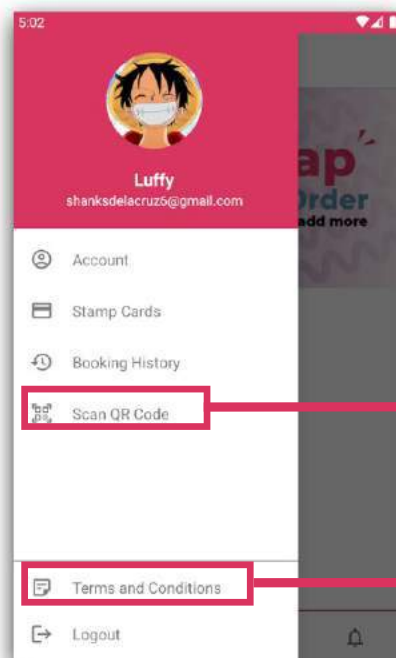 5:02
Luffy
shanksdelacruz6@gmail.com
ap
Order
add more
Account
Stamp Cards
Booking History
Scan QR Code
Terms and Conditions
Logout